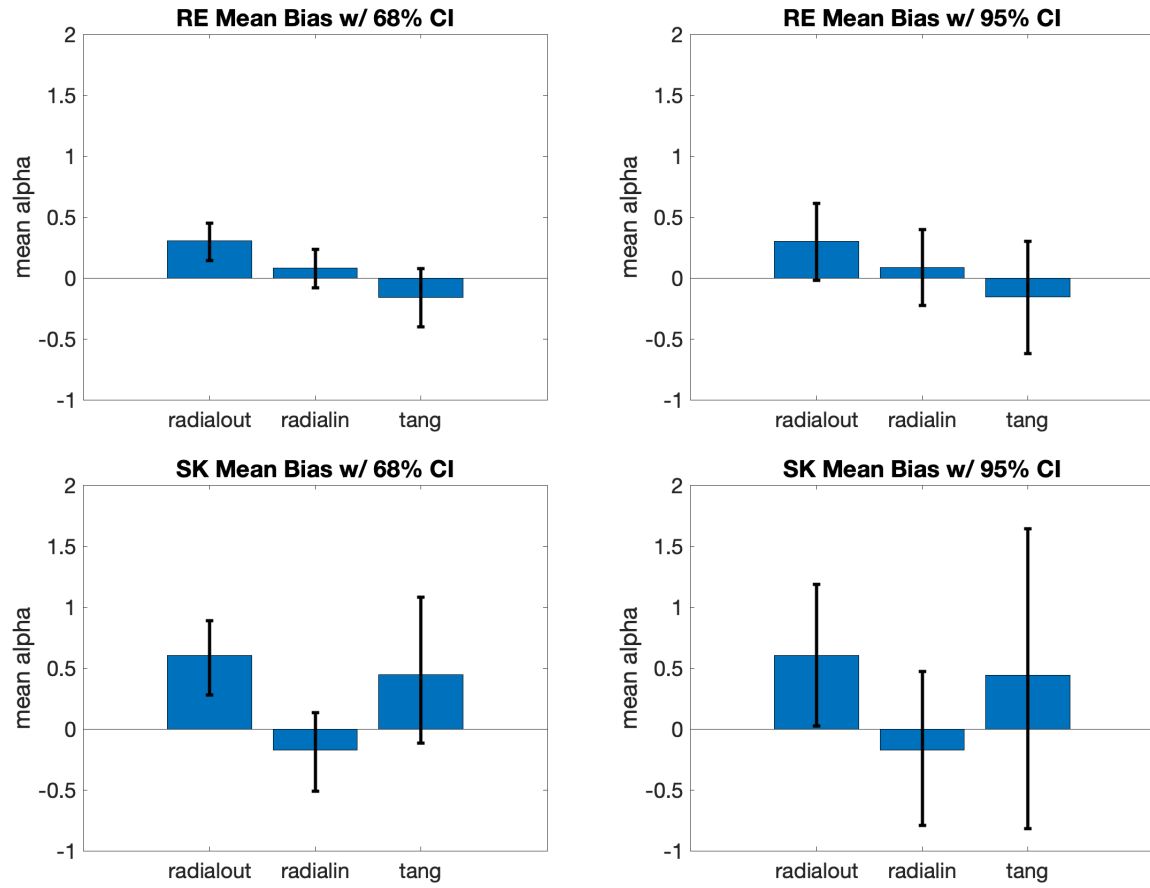 RE Mean Bias w/ 68% CI
mean alpha
2
1.5
1
0.5
0
-0.5
-1
radialout radialin tang
RE Mean Bias w/ 95% CI
mean alpha
2
1.5
1
0.5
0
-0.5
-1
radialout radialin tang
SK Mean Bias w/ 68% CI
mean alpha
2
1.5
1
0.5
0
-0.5
-1
radialout radialin tang
SK Mean Bias w/ 95% CI
mean alpha
2
1.5
1
0.5
0
-0.5
-1
radialout radialin tang